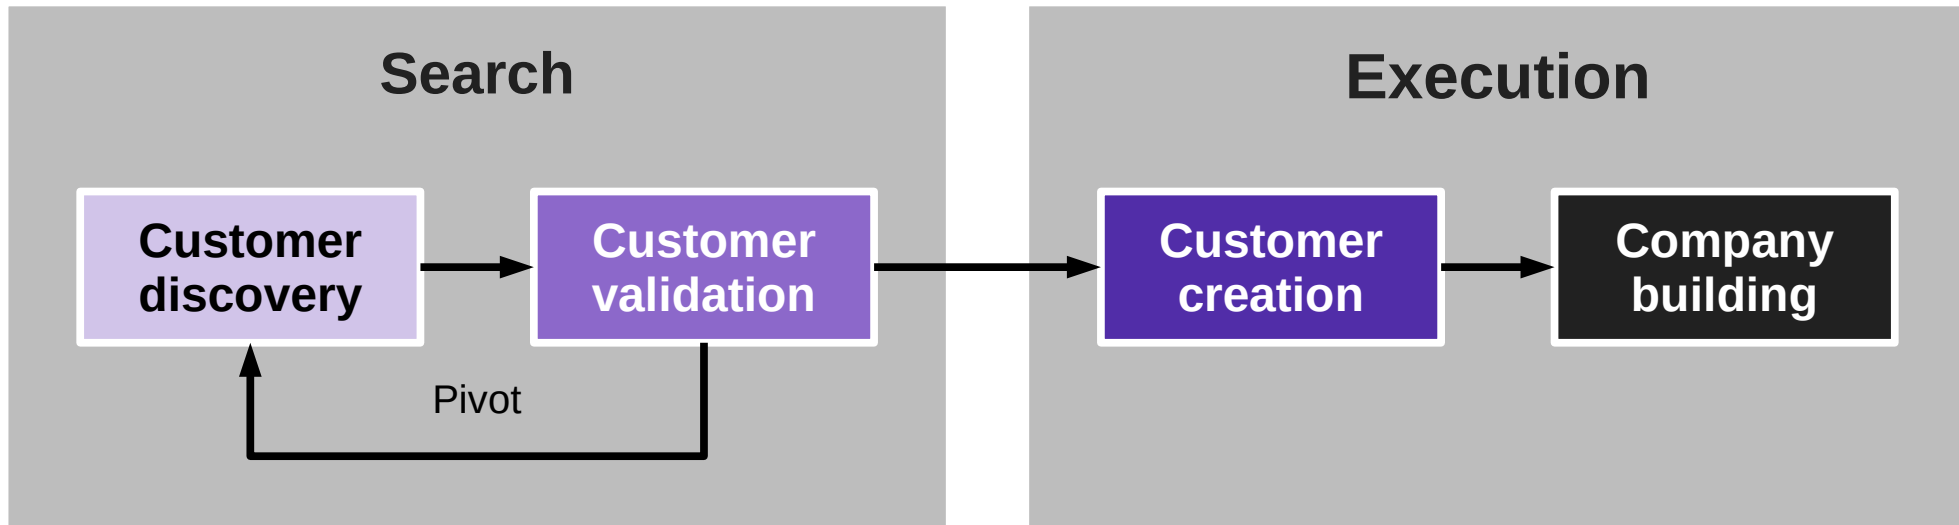 Search
Execution
Customer
discovery
Customer
validation
Customer
creation
Company
building
Pivot